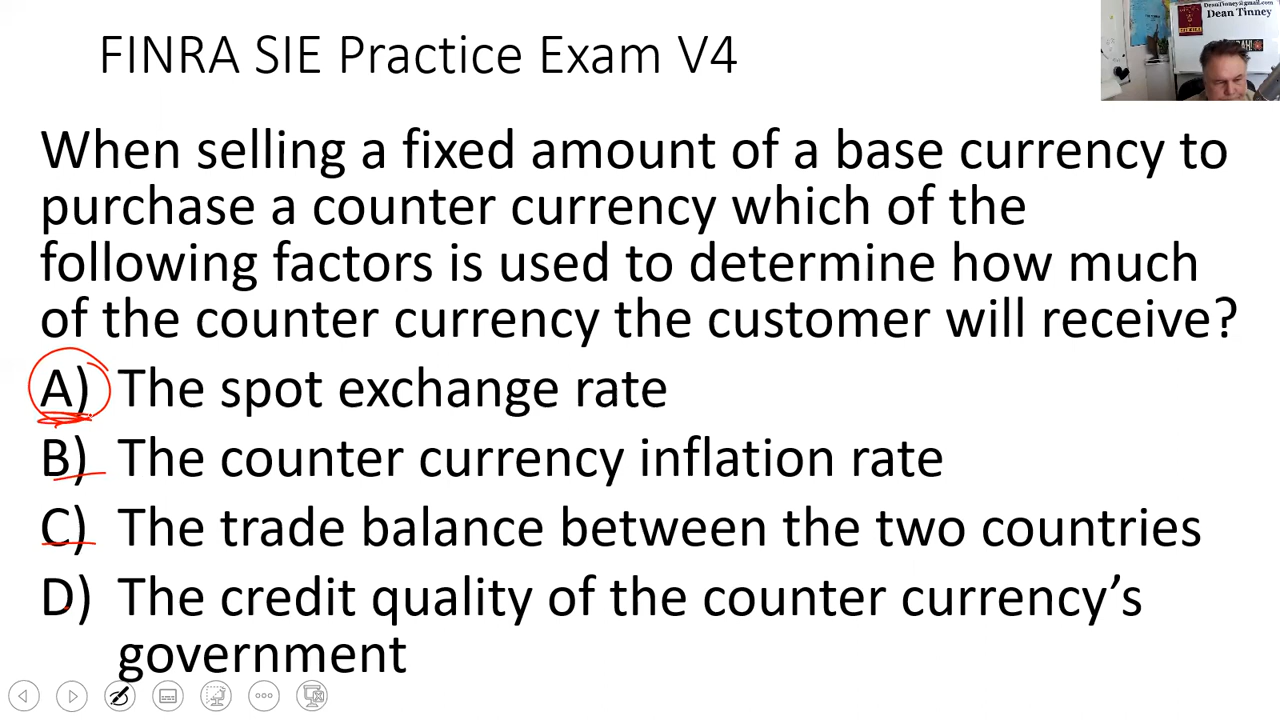 FINRA SIE Practice Exam V4
DeanTinney@gmail.com
Dean Tinney
When selling a fixed amount of a base currency to
purchase a counter currency which of the
following factors is used to determine how much
of the counter currency the customer will receive?
A) The spot exchange rate
B) The counter currency inflation rate
C) The trade balance between the two countries
D) The credit quality of the counter currency’s
government